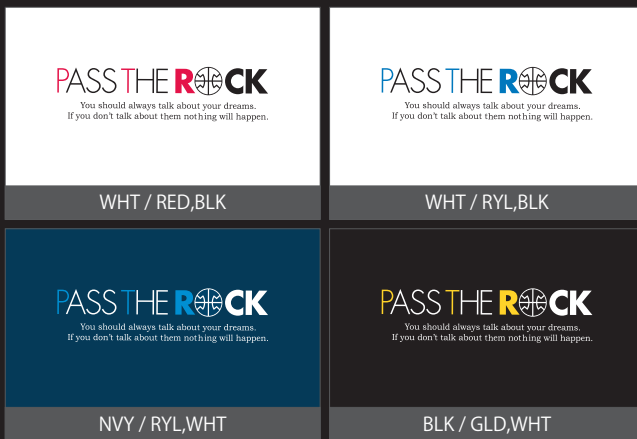 PASS THE ROCK
You should always talk about your dreams.
If you don't talk about them nothing will happen.
WHT / RED,BLK
PASS THE ROCK
You should always talk about your dreams.
If you don't talk about them nothing will happen.
WHT / RYL,BLK
PASS THE ROCK
You should always talk about your dreams.
If you don't talk about them nothing will happen.
NVY / RYL,WHT
PASS THE ROCK
You should always talk about your dreams.
If you don't talk about them nothing will happen.
BLK / GLD,WHT